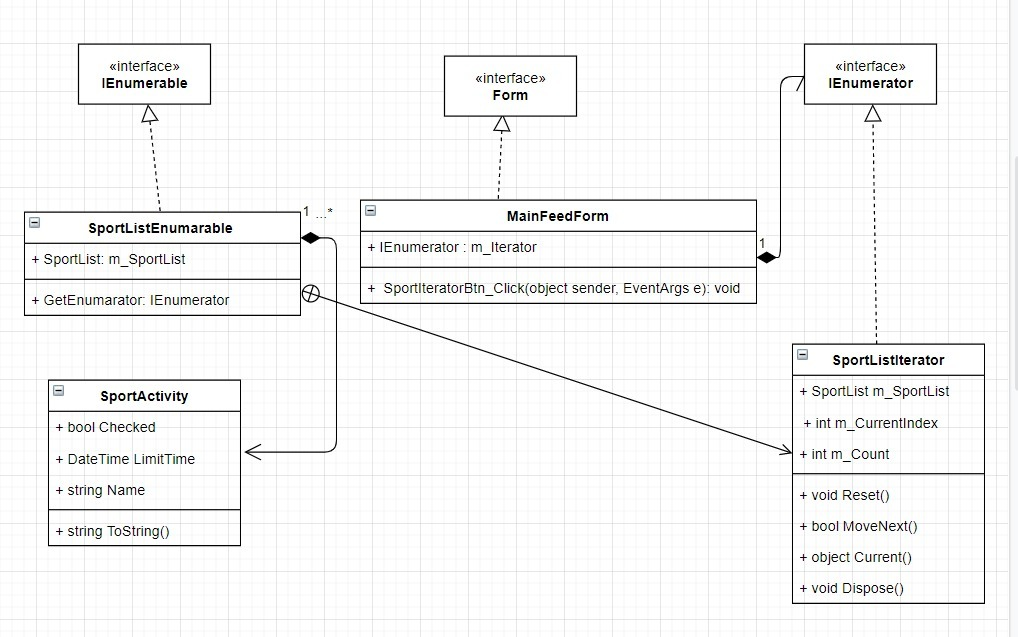 «interface»
IEnumerable
«interface»
Form
«interface»
IEnumerator
SportListEnumarable
+ SportList: m_SportList
+ GetEnumarator: IEnumerator
1 ...*
MainFeedForm
+ IEnumerator : m_Iterator
+ SportIteratorBtn_Click(object sender, EventArgs e): void
1
SportActivity
+ bool Checked
+ DateTime LimitTime
+ string Name
+ string ToString()
SportListIterator
+ SportList m_SportList
+ int m_CurrentIndex
+ int m_Count
+ void Reset()
+ bool MoveNext()
+ object Current()
+ void Dispose()